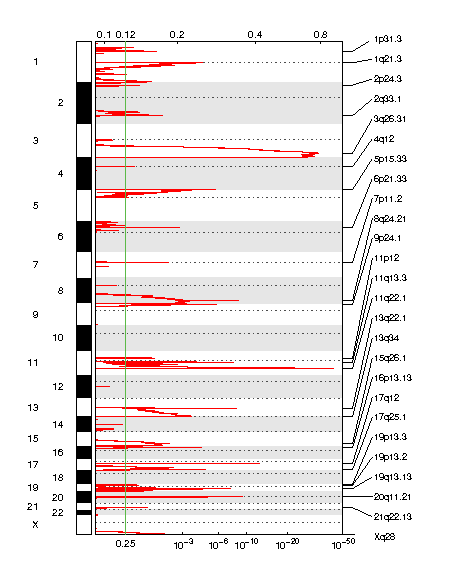 0.1 0.12 0.2 0.4 0.8
1
2
3
4
5
6
7
8
9
10
11
12
13
14
15
16
17
18
19
20
21
22
X
1p31.3
1q21.3
2p24.3
2q33.1
3q26.31
4q12
5p15.33
6p21.33
7p11.2
8q24.21
9p24.1
11p12
11q13.3
11q22.1
13q22.1
13q34
15q26.1
16p13.13
17q12
17q25.1
19p13.3
19p13.2
19q13.13
20q11.21
21q22.13
Xq28
0.25 10⁻³ 10⁻⁶ 10⁻¹⁰ 10⁻²⁰ 10⁻⁵⁰